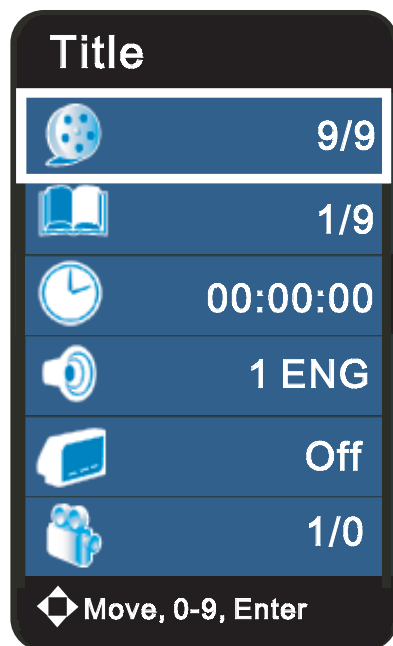 Title
9/9
1/9
00:00:00
1 ENG
Off
1/0
Move, 0-9, Enter